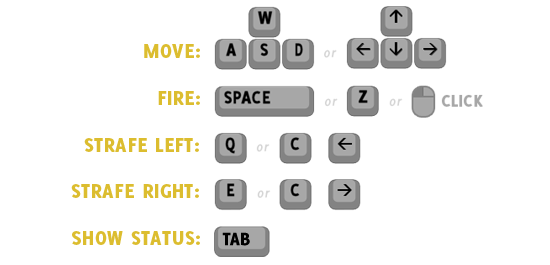 W ↑
MOVE: A S D or ← ↓ →
FIRE: SPACE or Z or CLICK
STRAFE LEFT: Q or C ←
STRAFE RIGHT: E or C →
SHOW STATUS: TAB